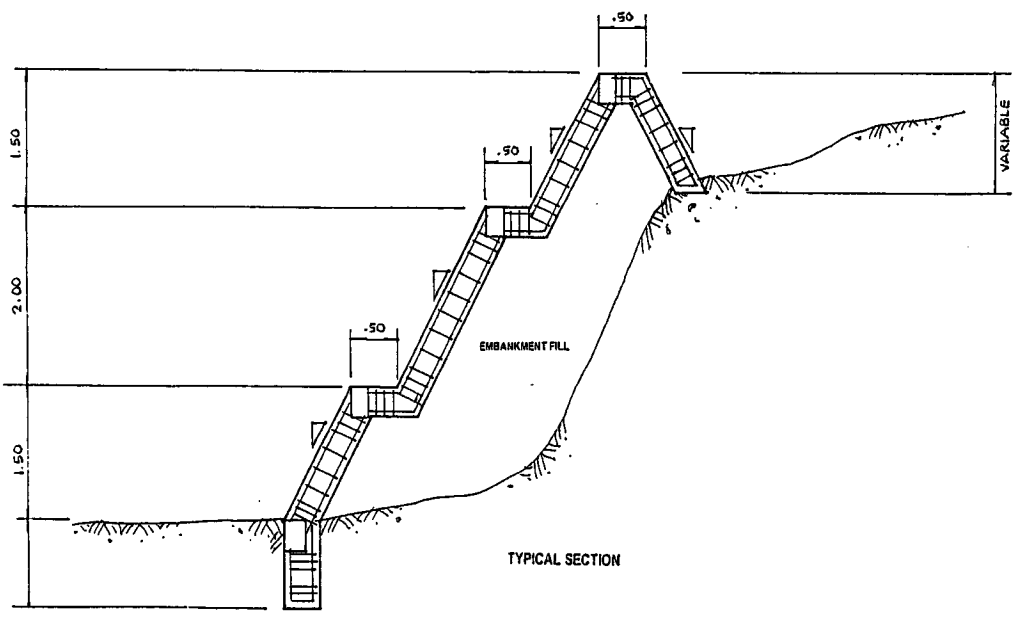 .50
1.50
VARIABLE
.50
2.00
.50
EMBANKMENT FILL
1.50
TYPICAL SECTION